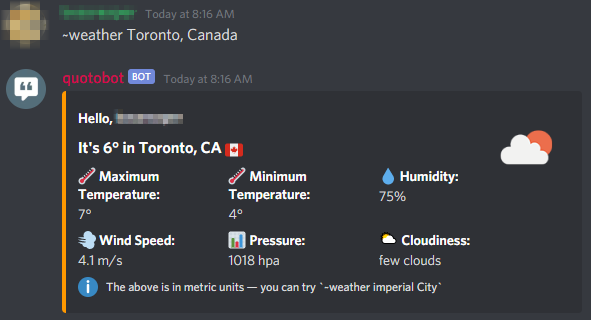 Today at 8:16 AM
~weather Toronto, Canada
quotobot BOT Today at 8:16 AM
Hello,
It's 6° in Toronto, CA
Maximum Temperature:
7°
Minimum Temperature:
4°
Humidity:
75%
Wind Speed:
4.1 m/s
Pressure:
1018 hpa
Cloudiness:
few clouds
The above is in metric units — you can try `~weather imperial City`